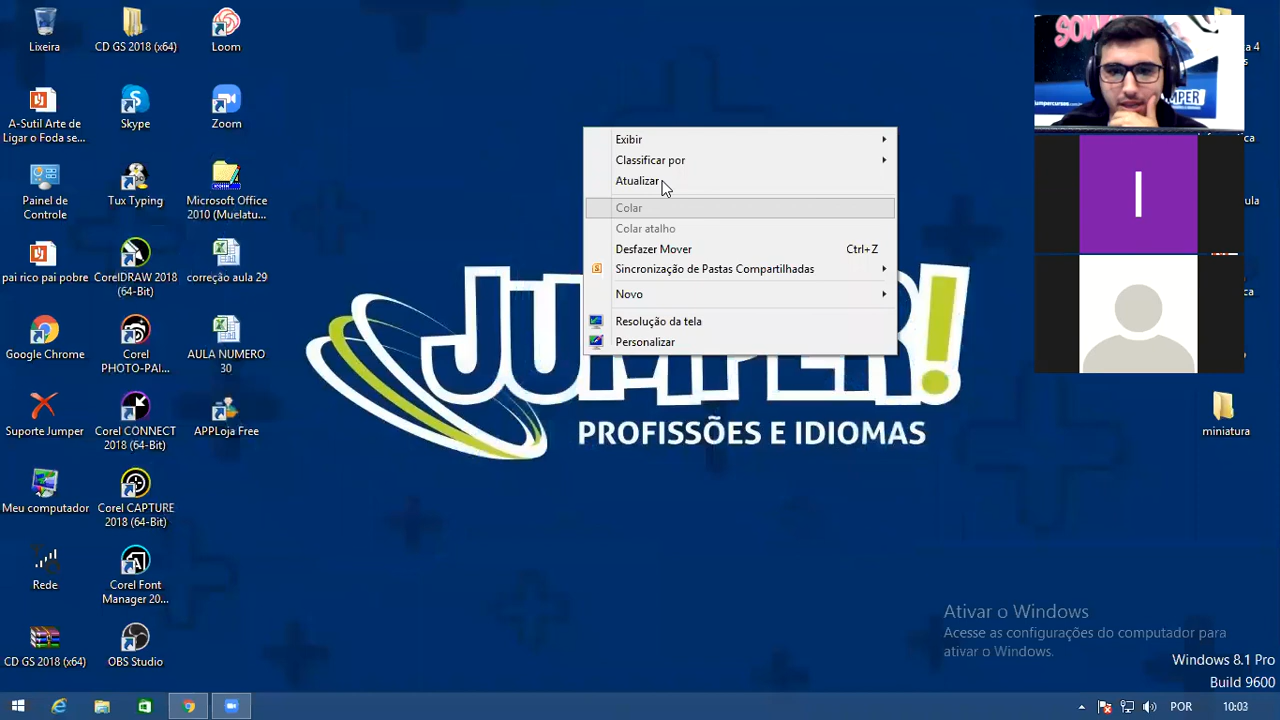 Lixeira
CD GS 2018 (x64)
Loom
A-Sutil Arte de
Ligar o Foda se...
Skype
Zoom
Painel de
Controle
Tux Typing
Microsoft Office
2010 (Muelatu...
pai rico pai pobre
CorelDRAW 2018
(64-Bit)
correção aula 29
Google Chrome
Corel
PHOTO-PAI...
AULA NUMERO
30
Suporte Jumper
Corel CONNECT
2018 (64-Bit)
APPLoja Free
Meu computador
Corel CAPTURE
2018 (64-Bit)
Rede
Corel Font
Manager 20...
CD GS 2018 (x64)
OBS Studio
Exibir
Classificar por
Atualizar
Colar
Colar atalho
Desfazer Mover Ctrl+Z
Sincronização de Pastas Compartilhadas
Novo
Resolução da tela
Personalizar
JUMPER!
PROFISSÕES E IDIOMAS
I
miniatura
Ativar o Windows
Acesse as configurações do computador para
ativar o Windows.
Windows 8.1 Pro
Build 9600
POR
10:03